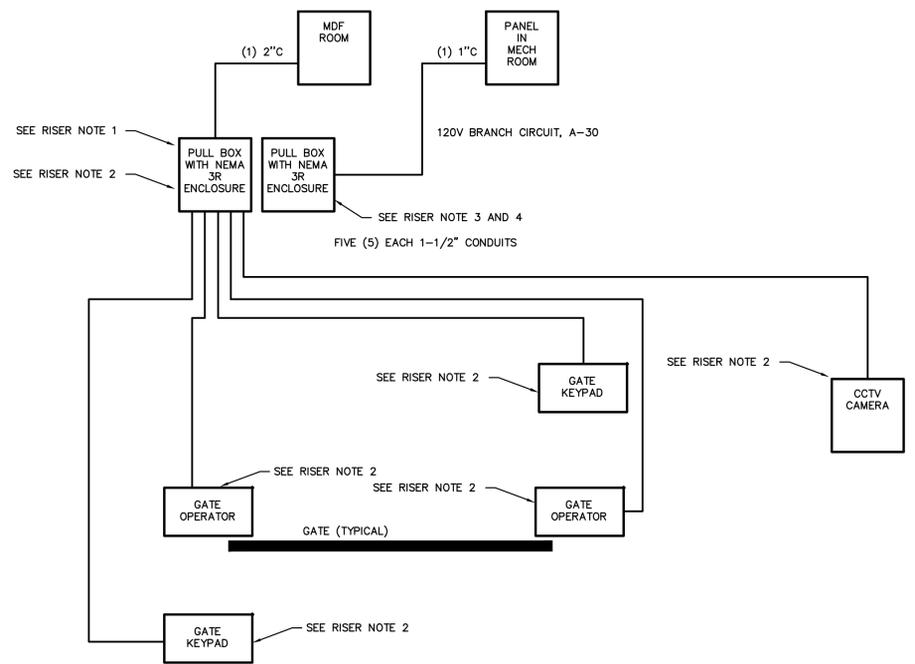 MDF
ROOM
(1) 2"C
PANEL
IN
MECH
ROOM
(1) 1"C
120V BRANCH CIRCUIT, A-30
SEE RISER NOTE 1
SEE RISER NOTE 2
PULL BOX
WITH NEMA
3R
ENCLOSURE
PULL BOX
WITH NEMA
3R
ENCLOSURE
SEE RISER NOTE 3 AND 4
FIVE (5) EACH 1-1/2" CONDUITS
SEE RISER NOTE 2
GATE
KEYPAD
SEE RISER NOTE 2
CCTV
CAMERA
SEE RISER NOTE 2
GATE
OPERATOR
SEE RISER NOTE 2
GATE
OPERATOR
GATE (TYPICAL)
GATE
KEYPAD
SEE RISER NOTE 2